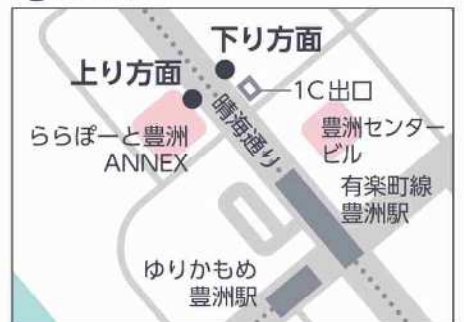 下り方面
上り方面
1C出口
晴海通り
ららぽーと豊洲
ANNEX
豊洲センター
ビル
有楽町線
豊洲駅
ゆりかもめ
豊洲駅